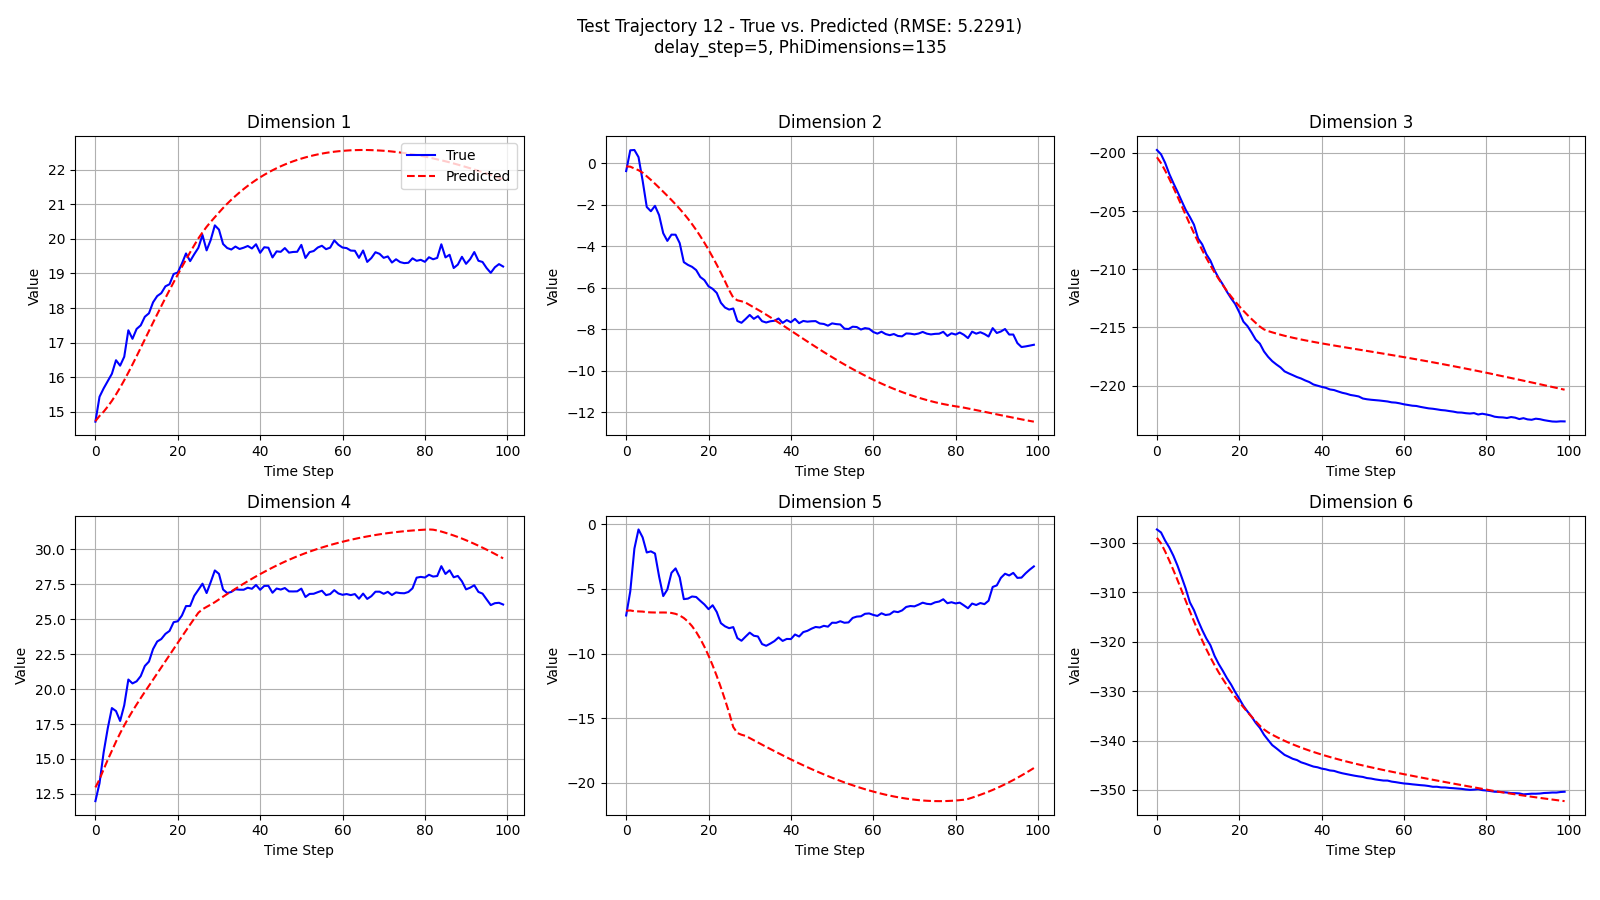 Test Trajectory 12 - True vs. Predicted (RMSE: 5.2291)
delay_step=5, PhiDimensions=135
Dimension 1
Value
22
21
20
19
18
17
16
15
True
Predicted
0 20 40 60 80 100
Time Step
Dimension 2
Value
0
−2
−4
−6
−8
−10
−12
0 20 40 60 80 100
Time Step
Dimension 3
Value
−200
−205
−210
−215
−220
0 20 40 60 80 100
Time Step
Dimension 4
Value
30.0
27.5
25.0
22.5
20.0
17.5
15.0
12.5
0 20 40 60 80 100
Time Step
Dimension 5
Value
0
−5
−10
−15
−20
0 20 40 60 80 100
Time Step
Dimension 6
Value
−300
−310
−320
−330
−340
−350
0 20 40 60 80 100
Time Step